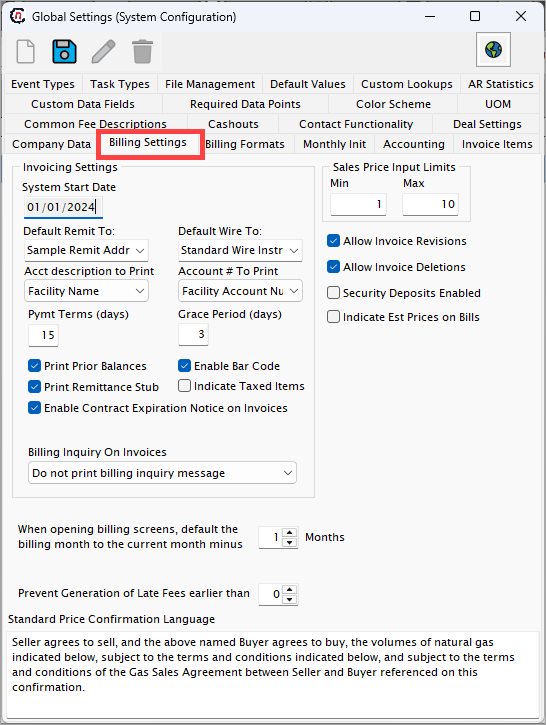 Global Settings (System Configuration)
Event Types Task Types File Management Default Values Custom Lookups AR Statistics
Custom Data Fields Required Data Points Color Scheme UOM
Common Fee Descriptions Cashouts Contact Functionality Deal Settings
Company Data Billing Settings Billing Formats Monthly Init Accounting Invoice Items
Invoicing Settings
System Start Date
01/01/2024
Default Remit To: Default Wire To:
Sample Remit Addr Standard Wire Instr
Acct description to Print Account # To Print
Facility Name Facility Account Nu
Pymt Terms (days) Grace Period (days)
15 3
Print Prior Balances Enable Bar Code
Print Remittance Stub Indicate Taxed Items
Enable Contract Expiration Notice on Invoices
Billing Inquiry On Invoices
Do not print billing inquiry message
Sales Price Input Limits
Min Max
1 10
Allow Invoice Revisions
Allow Invoice Deletions
Security Deposits Enabled
Indicate Est Prices on Bills
When opening billing screens, default the
billing month to the current month minus 1 Months
Prevent Generation of Late Fees earlier than 0
Standard Price Confirmation Language
Seller agrees to sell, and the above named Buyer agrees to buy, the volumes of natural gas
indicated below, subject to the terms and conditions indicated below, and subject to the terms
and conditions of the Gas Sales Agreement between Seller and Buyer referenced on this
confirmation.